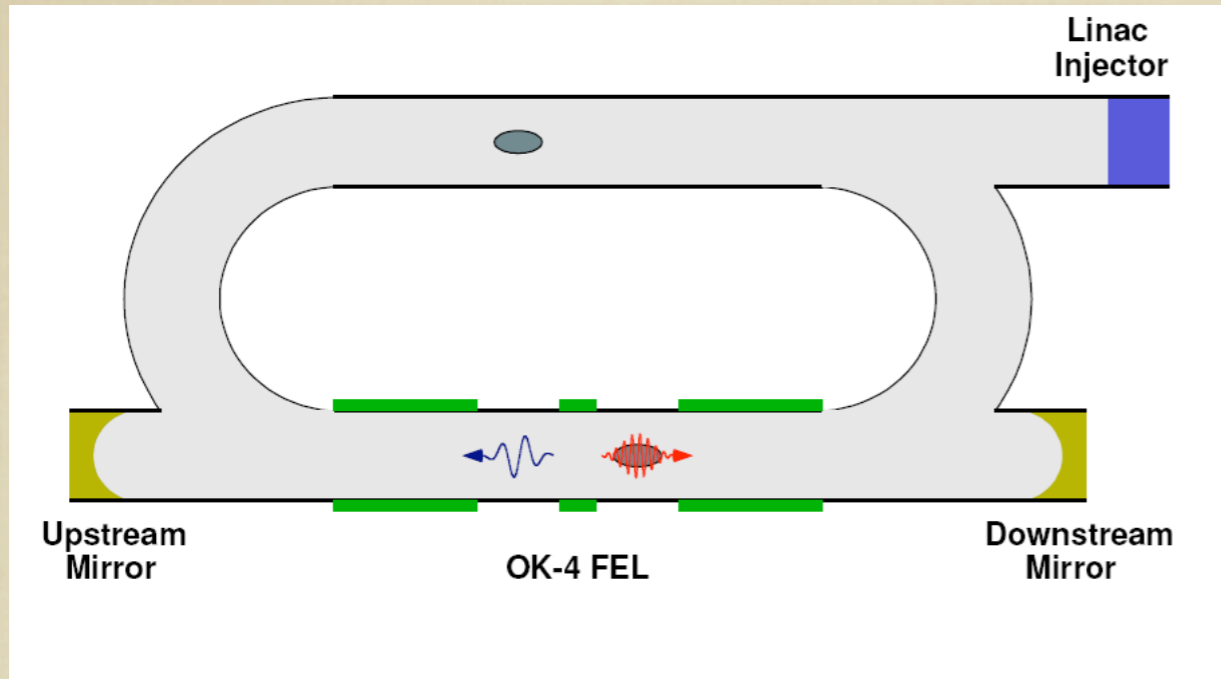 Linac
Injector
Upstream
Mirror
OK-4 FEL
Downstream
Mirror